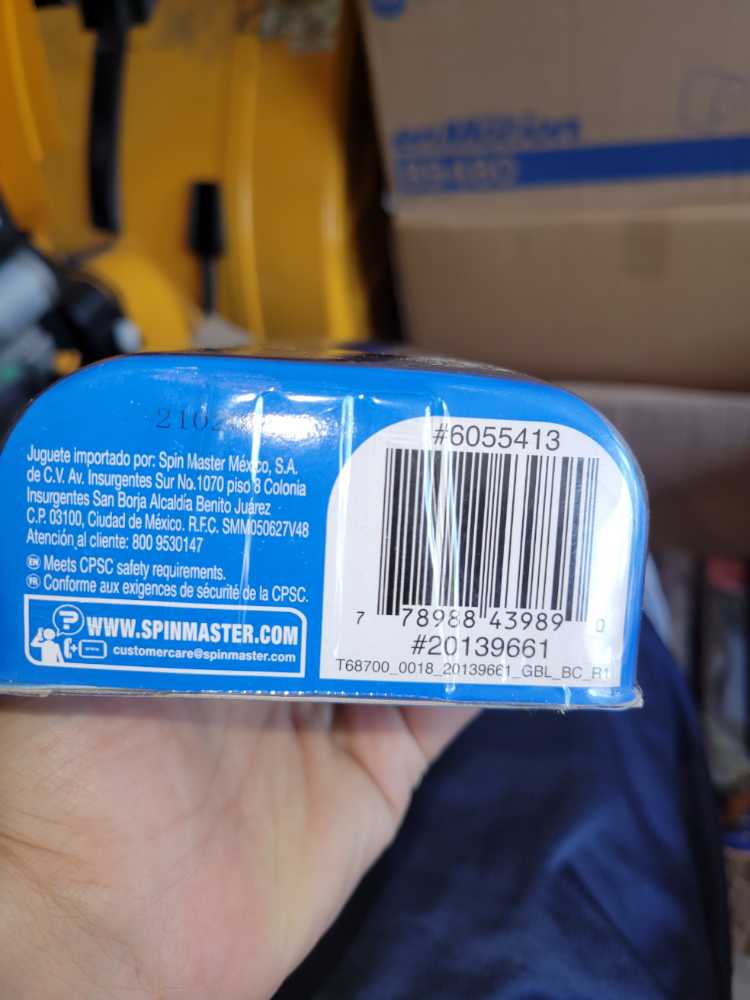 enMotion
89480
#6055413
Juguete importado por: Spin Master México, S.A.
de C.V. Av. Insurgentes Sur No.1070 piso 8 Colonia
Insurgentes San Borja Alcaldía Benito Juárez
C.P. 03100, Ciudad de México. R.F.C. SMM050627V48
Atención al cliente: 800 9530147
EN Meets CPSC safety requirements.
FR Conforme aux exigences de sécurité de la CPSC.
?
WWW.SPINMASTER.COM
customercare@spinmaster.com
7 78988 43989 0
#20139661
T68700_0018_20139661_GBL_BC_R1